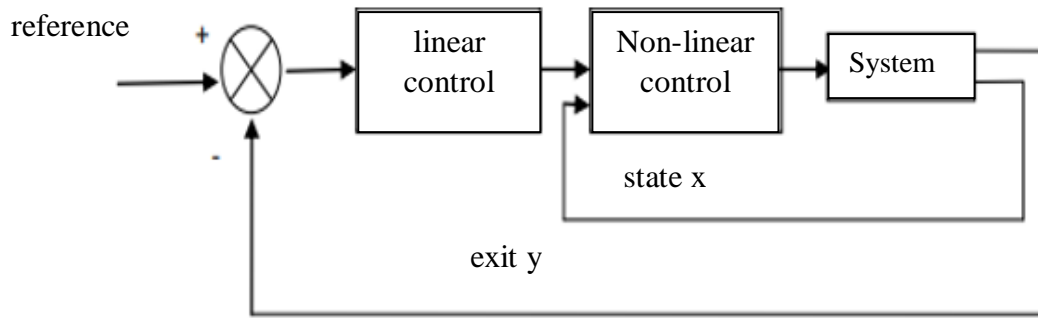 reference
+
-
linear
control
Non-linear
control
System
state x
exit y